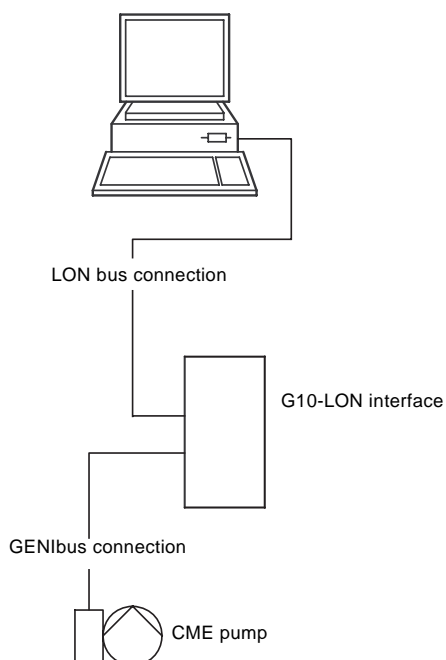 LON bus connection
G10-LON interface
GENIbus connection
CME pump